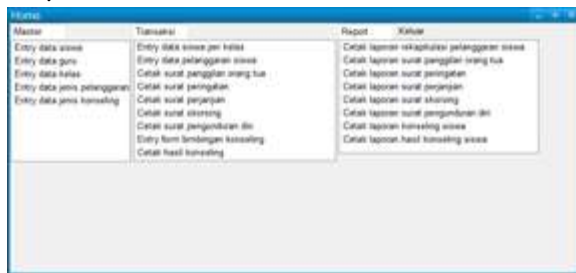 Home
Master
Transaksi
Report
Keluar
Entry data siswa
Entry data guru
Entry data kelas
Entry data jenis pelanggaran
Entry data jenis konseling
Entry data siswa per kelas
Entry data pelanggaran siswa
Cetak surat panggilan orang tua
Cetak surat peringatan
Cetak surat perjanjian
Cetak surat skorsing
Cetak surat pengunduran diri
Entry form bimbingan konseling
Cetak hasil konseling
Cetak laporan rekapitulasi pelanggaran siswa
Cetak laporan surat panggilan orang tua
Cetak laporan surat peringatan
Cetak laporan surat perjanjian
Cetak laporan surat skorsing
Cetak laporan surat pengunduran diri
Cetak laporan konseling siswa
Cetak laporan hasil konseling siswa